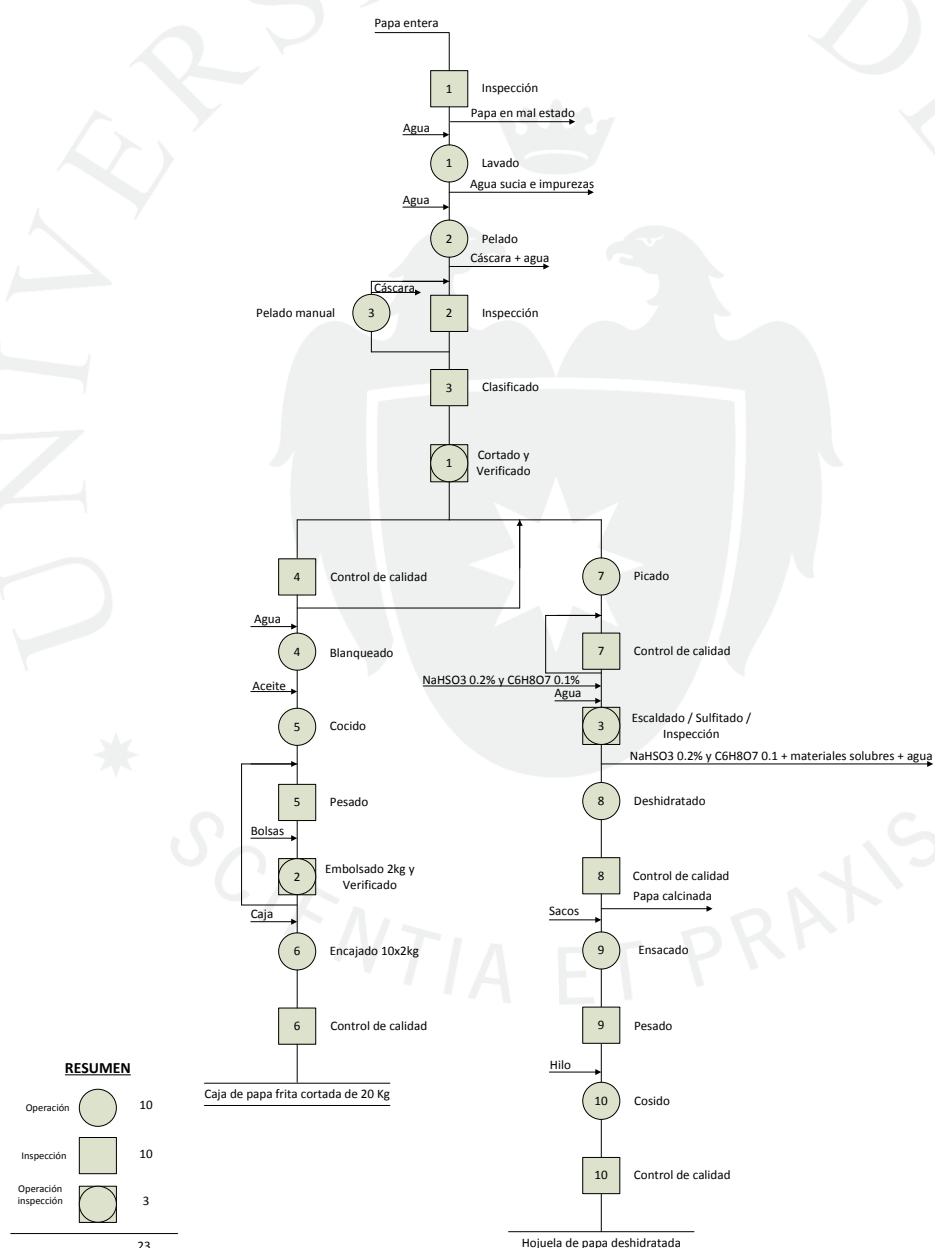 Papa entera
1
Inspección
Papa en mal estado
Agua
1
Lavado
Agua sucia e impurezas
Agua
2
Pelado
Cáscara + agua
Cáscara
Pelado manual
3
2
Inspección
3
Clasificado
1
Cortado y
Verificado
4
Control de calidad
Agua
4
Blanqueado
Aceite
5
Cocido
5
Pesado
Bolsas
2
Embolsado 2kg y
Verificado
Caja
6
Encajado 10x2kg
6
Control de calidad
Caja de papa frita cortada de 20 Kg
7
Picado
7
Control de calidad
NaHSO3 0.2% y C6H8O7 0.1%
Agua
3
Escaldado / Sulfitado /
Inspección
NaHSO3 0.2% y C6H8O7 0.1 + materiales solubres + agua
8
Deshidratado
8
Control de calidad
Papa calcinada
Sacos
9
Ensacado
9
Pesado
Hilo
10
Cosido
10
Control de calidad
Hojuela de papa deshidratada
RESUMEN
Operación
10
Inspección
10
Operación
inspección
3
23
UNIVERS
D
SCIENTIA ET PRAXIS